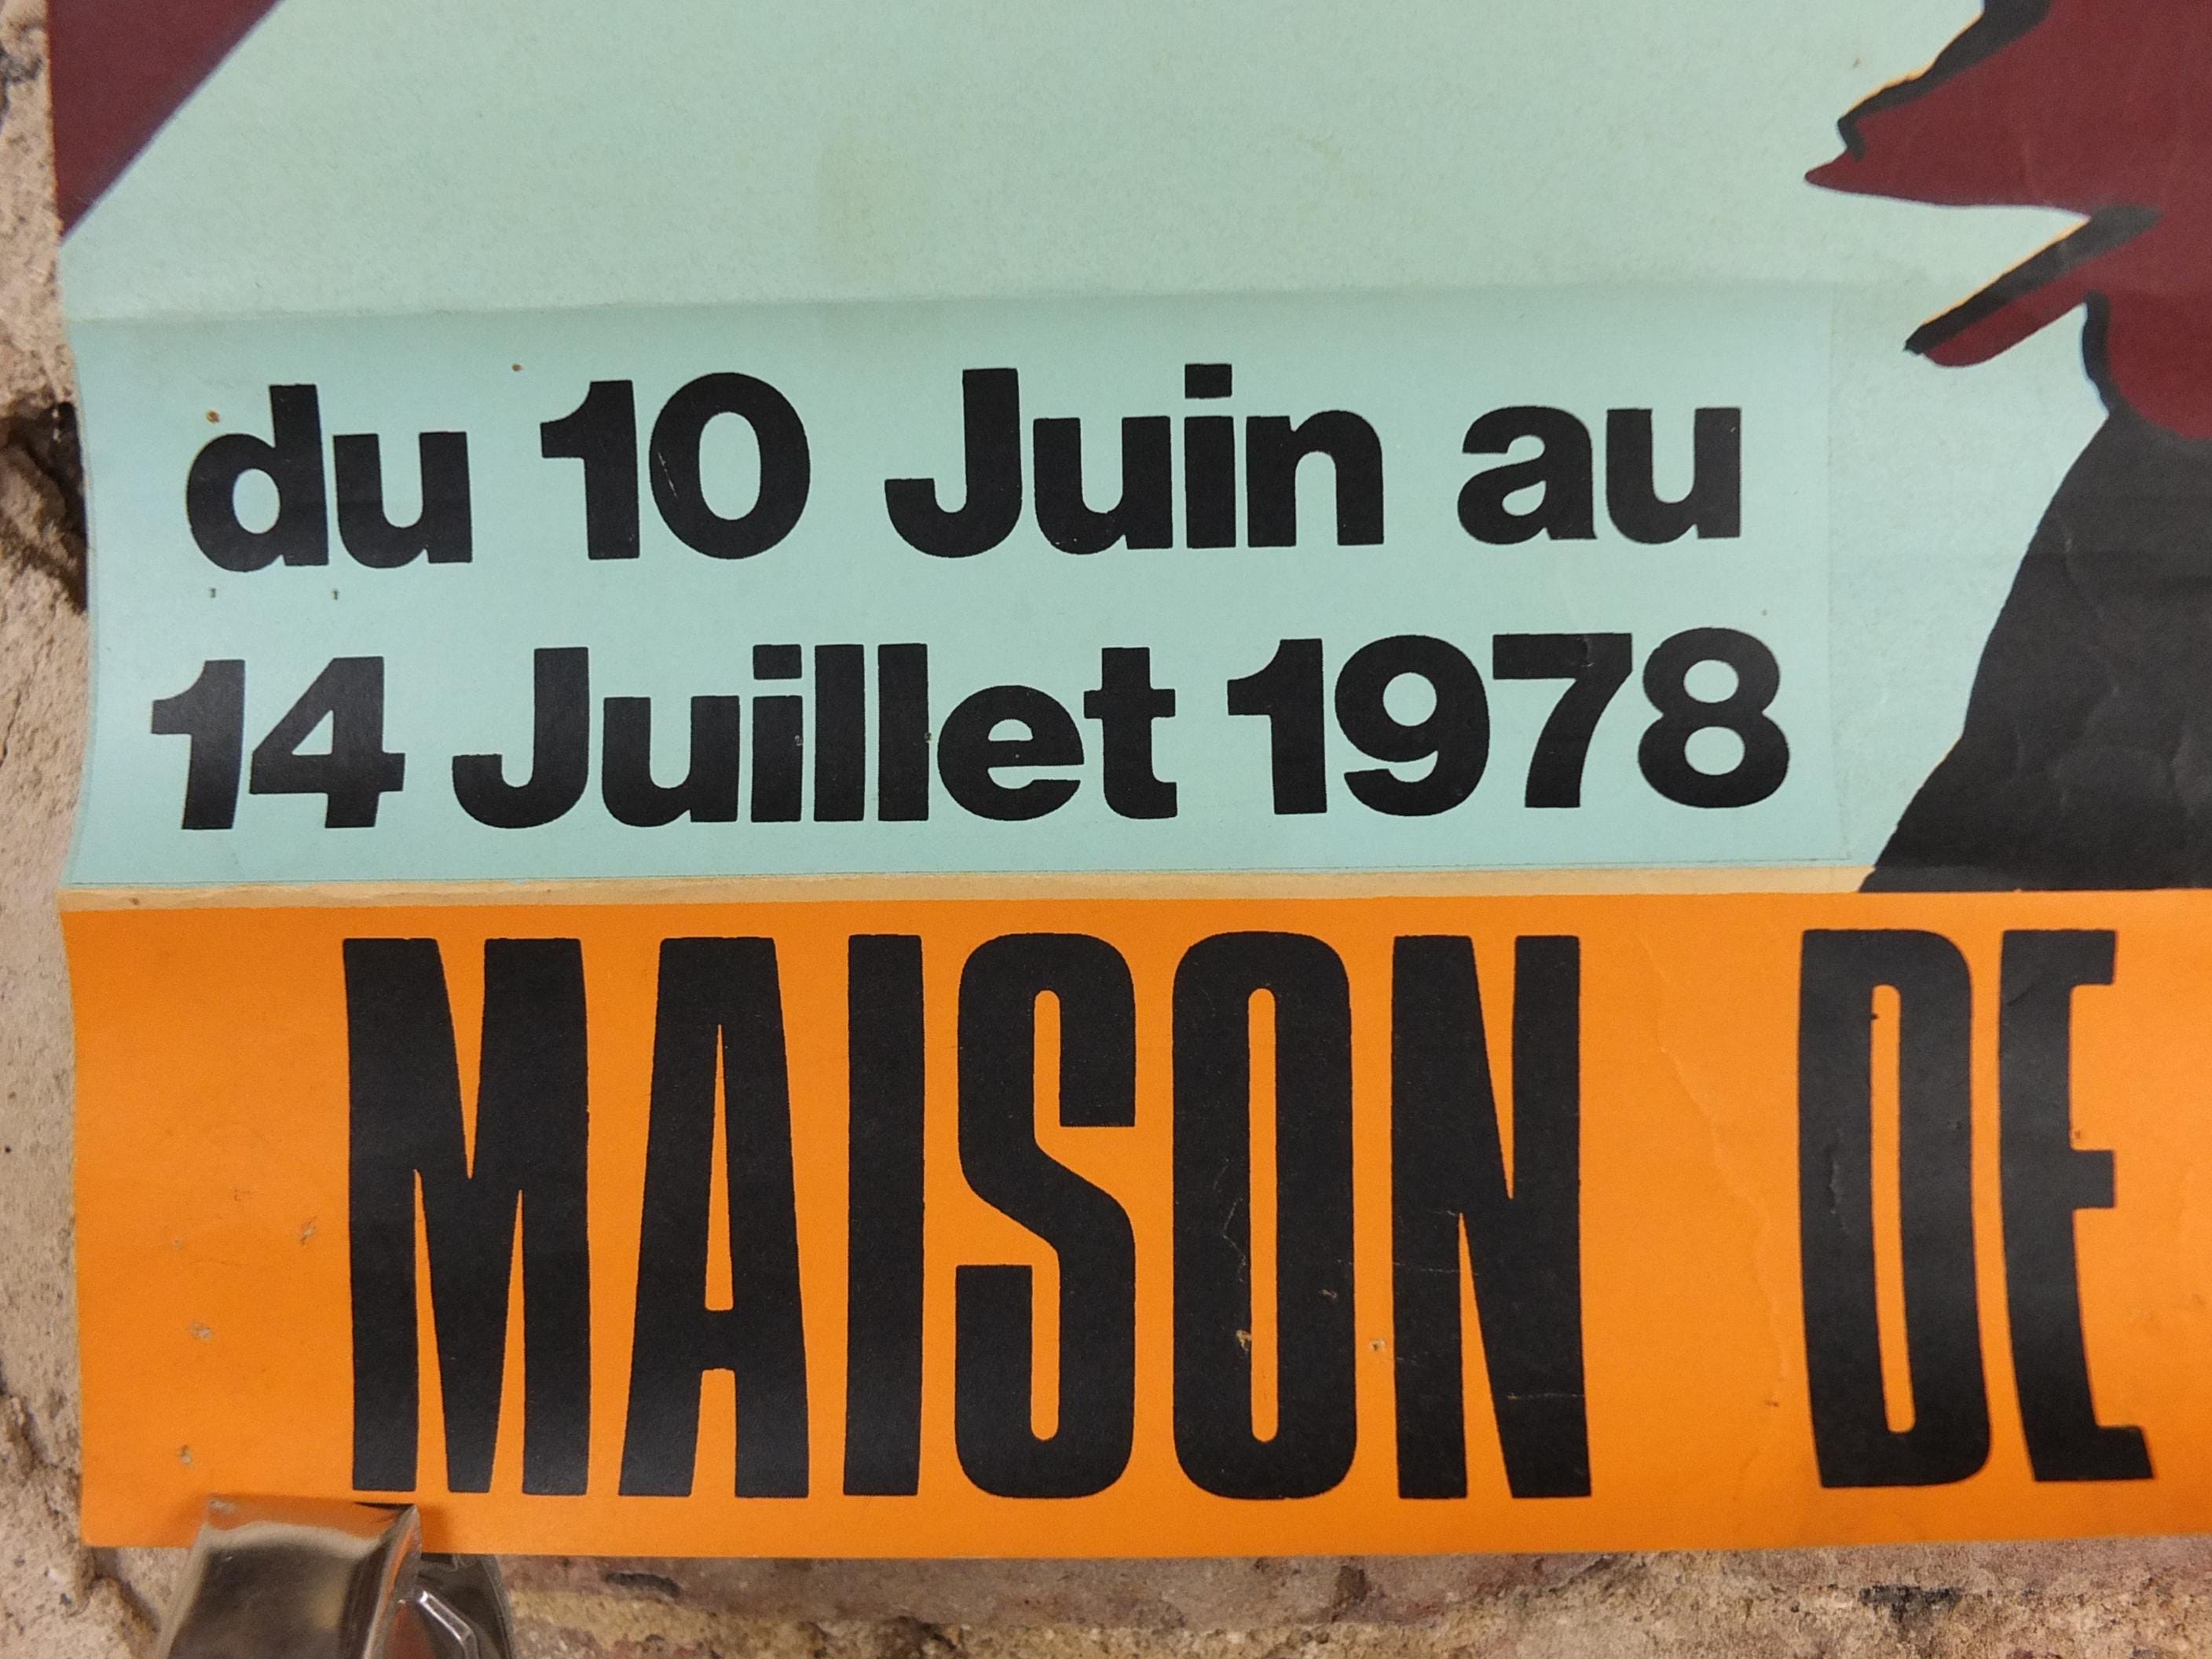 du 10 Juin au
14 Juillet 1978
MAISON DE